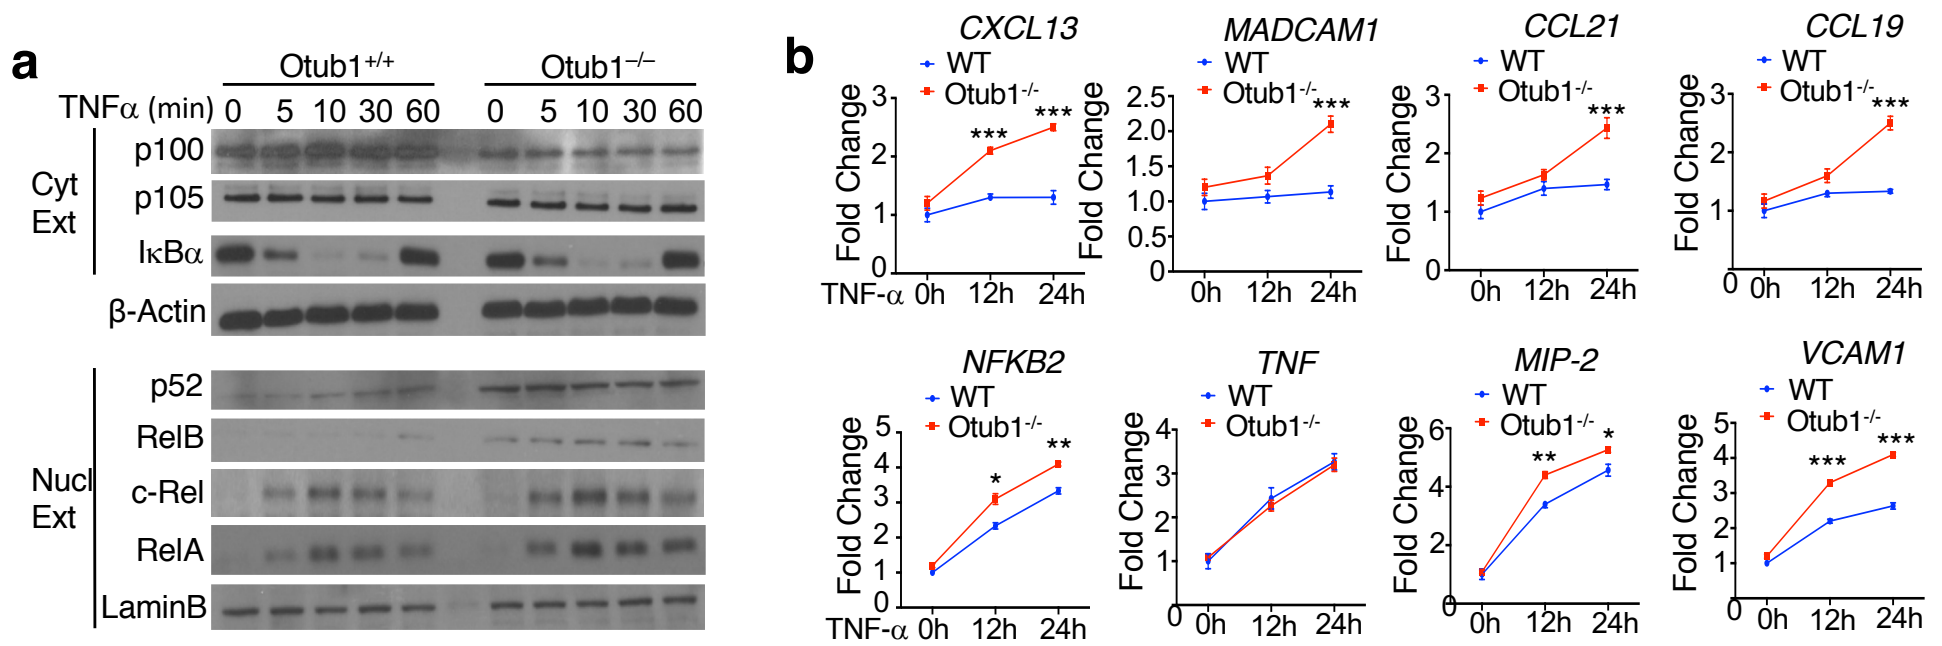 a
Otub1+/+ Otub1–/–
TNFα (min) 0 5 10 30 60 0 5 10 30 60
Cyt Ext
p100
p105
IκBα
β-Actin
Nucl Ext
p52
RelB
c-Rel
RelA
LaminB
b
CXCL13
WT
Otub1-/-
Fold Change
3
2
1
0
***
***
TNF-α 0h 12h 24h
MADCAM1
WT
Otub1-/-
Fold Change
2.5
2.0
1.5
1.0
0.5
0
***
0h 12h 24h
CCL21
WT
Otub1-/-
Fold Change
3
2
1
0
***
0h 12h 24h
CCL19
WT
Otub1-/-
Fold Change
3
2
1
0
***
0h 12h 24h
NFKB2
WT
Otub1-/-
Fold Change
5
4
3
2
1
0
*
**
TNF-α 0h 12h 24h
TNF
WT
Otub1-/-
Fold Change
4
3
2
1
0
0h 12h 24h
MIP-2
WT
Otub1-/-
Fold Change
6
4
2
0
**
*
0h 12h 24h
VCAM1
WT
Otub1-/-
Fold Change
5
4
3
2
1
0
***
***
0h 12h 24h